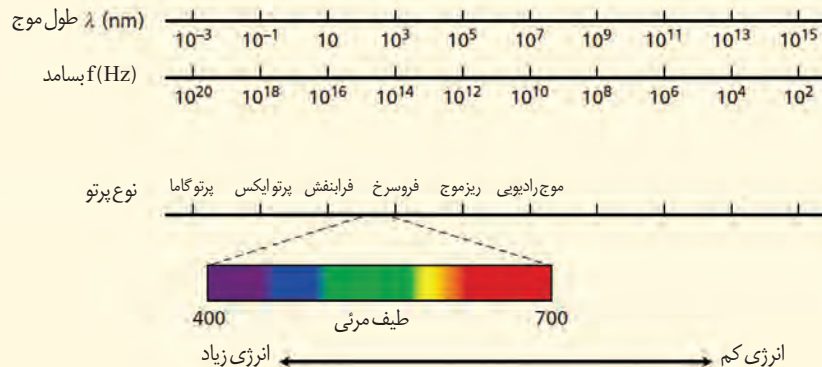 طول موج λ (nm)
10⁻³ 10⁻¹ 10 10³ 10⁵ 10⁷ 10⁹ 10¹¹ 10¹³ 10¹⁵
بسامد f(Hz)
10²⁰ 10¹⁸ 10¹⁶ 10¹⁴ 10¹² 10¹⁰ 10⁸ 10⁶ 10⁴ 10²
نوع پرتو
پرتو گاما پرتو ایکس فرابنفش فروسرخ ریزموج موج رادیویی
400 طیف مرئی 700
انرژی زیاد انرژی کم